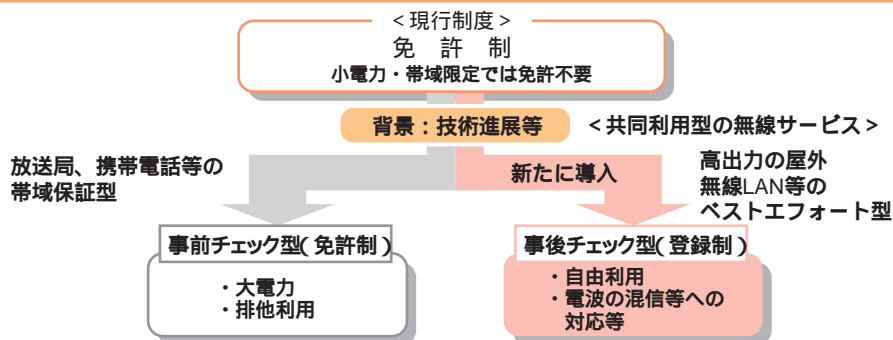 ＜現行制度＞
免 許 制
小電力・帯域限定では免許不要
背景：技術進展等
＜共同利用型の無線サービス＞
放送局、携帯電話等の
帯域保証型
新たに導入
高出力の屋外
無線LAN等の
ベストエフォート型
事前チェック型（免許制）
・大電力
・排他利用
事後チェック型（登録制）
・自由利用
・電波の混信等への
対応等